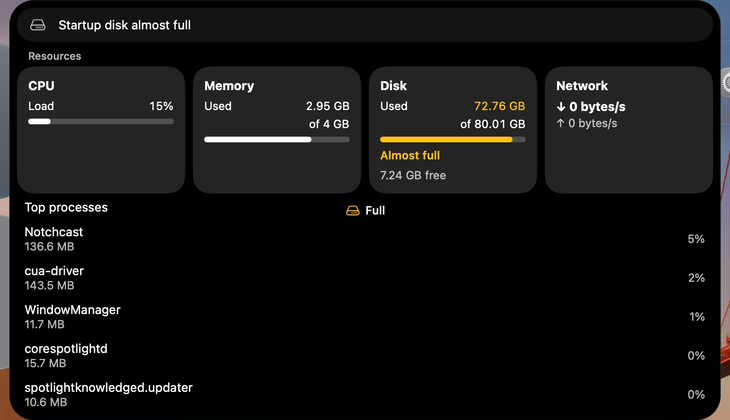 Startup disk almost full
Resources
CPU
Load 15%
Memory
Used 2.95 GB
of 4 GB
Disk
Used 72.76 GB
of 80.01 GB
Almost full
7.24 GB free
Network
↓ 0 bytes/s
↑ 0 bytes/s
Top processes
Full
Notchcast
136.6 MB
5%
cua-driver
143.5 MB
2%
WindowManager
11.7 MB
1%
corespotlightd
15.7 MB
0%
spotlightknowledged.updater
10.6 MB
0%